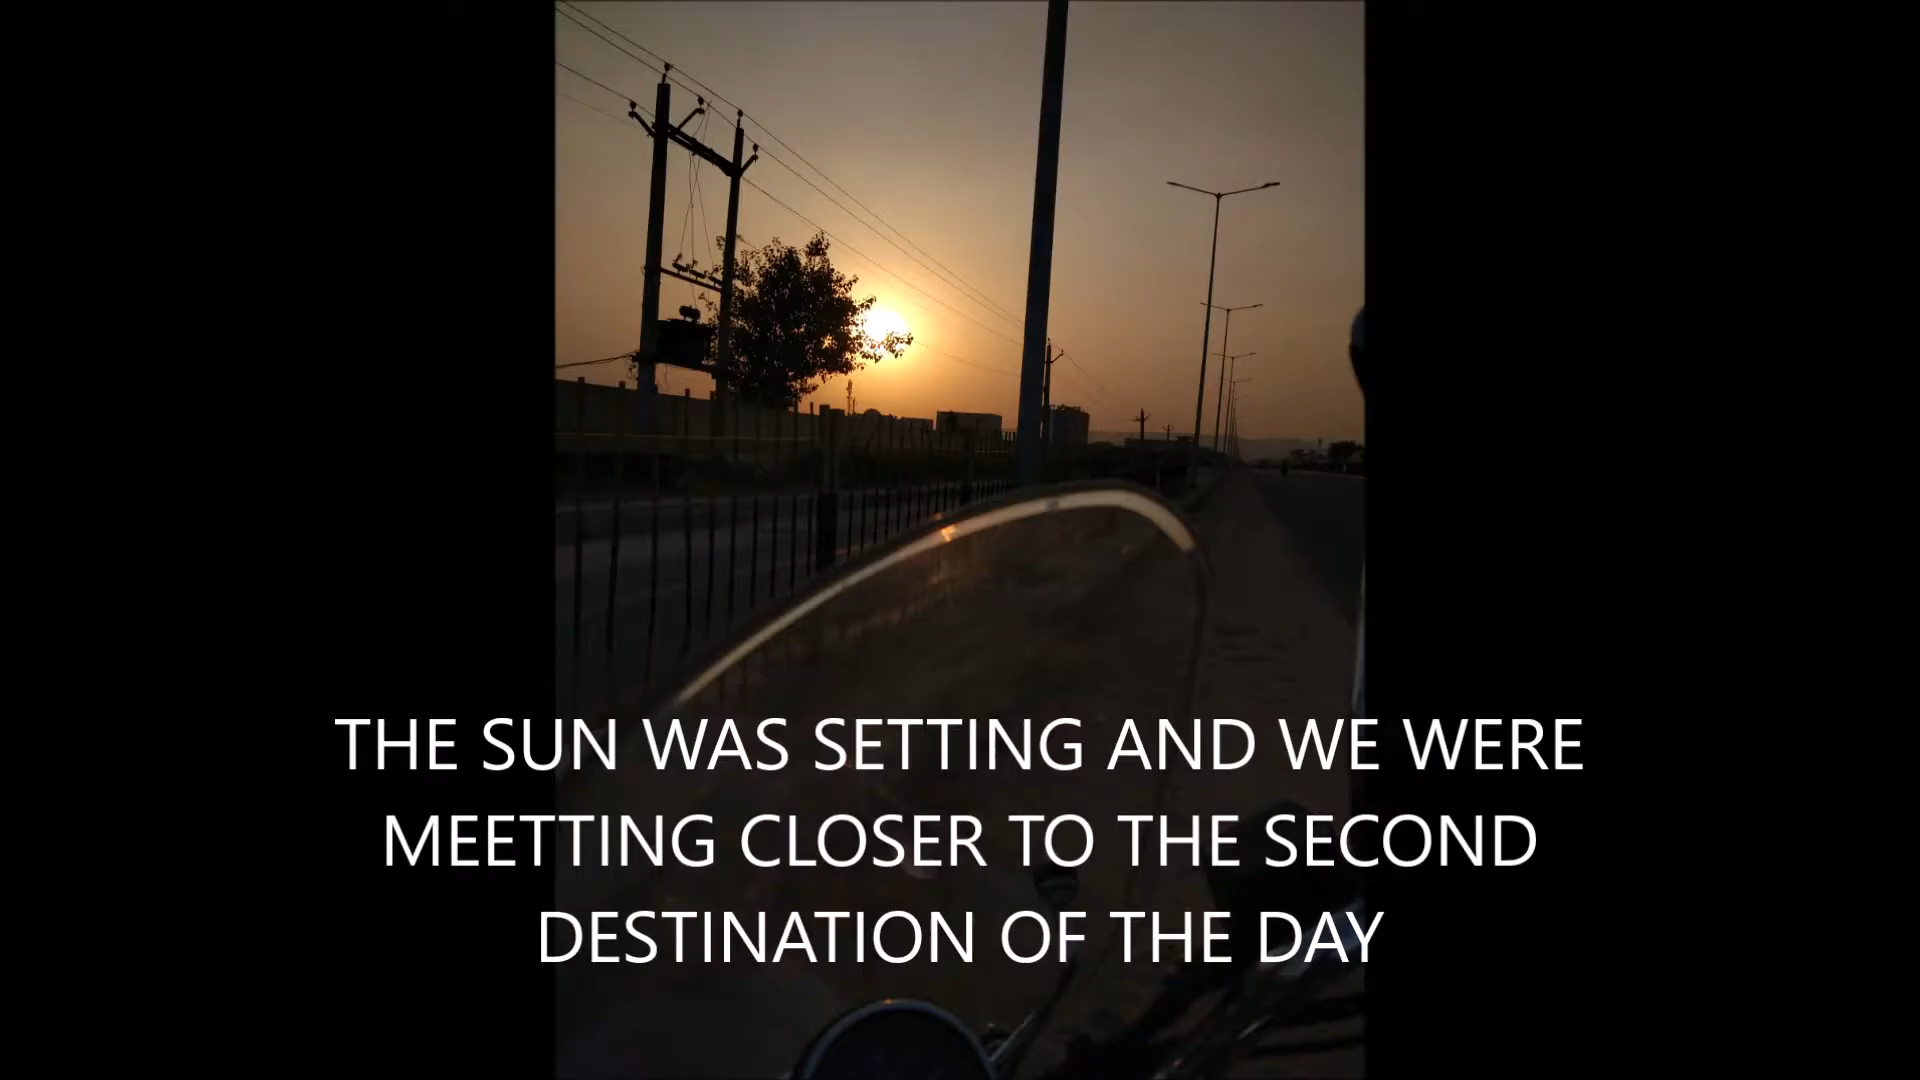 THE SUN WAS SETTING AND WE WERE
MEETTING CLOSER TO THE SECOND
DESTINATION OF THE DAY